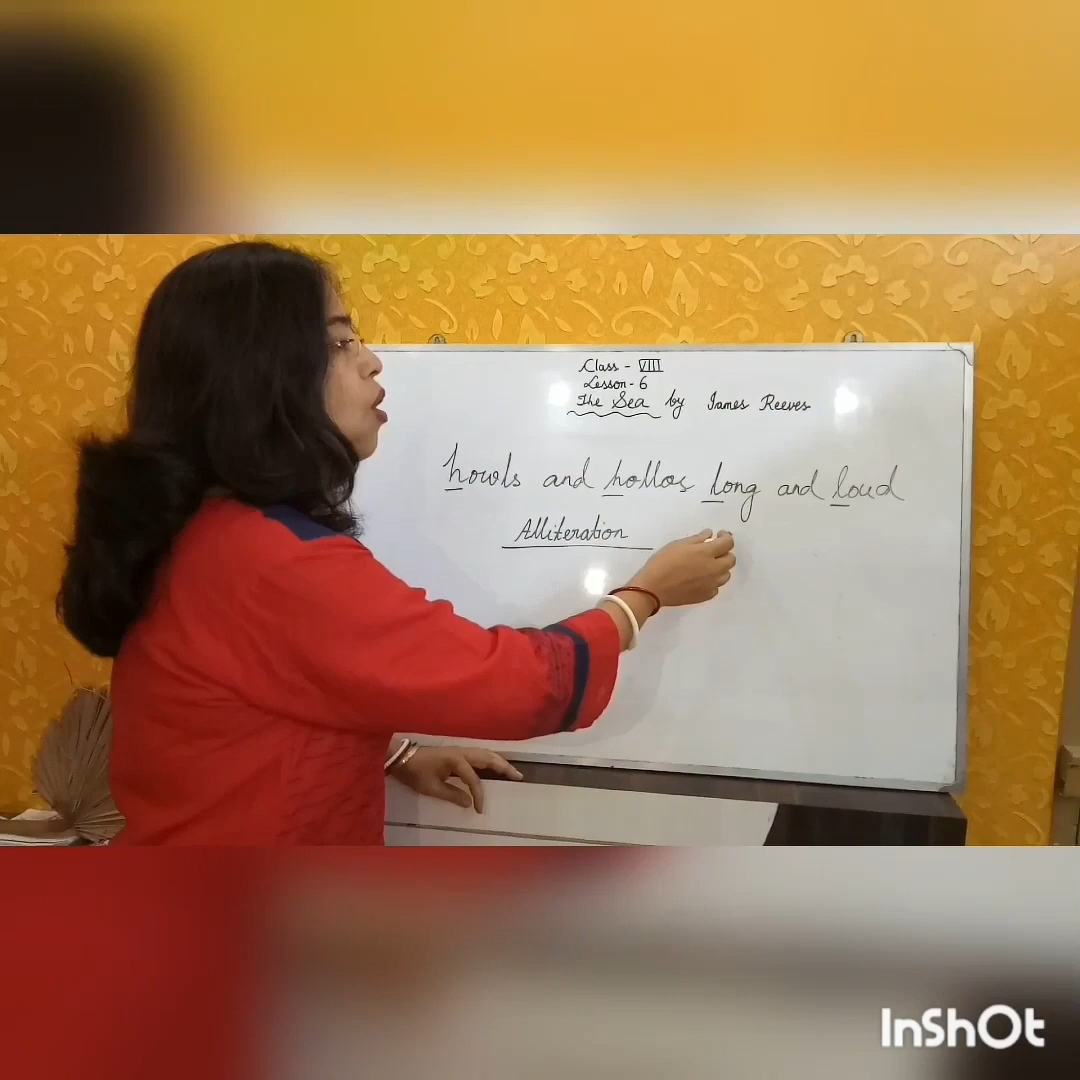 Class - VIII
Lesson - 6
The Sea by James Reeves
howls and hollos long and loud
Alliteration
InShOt